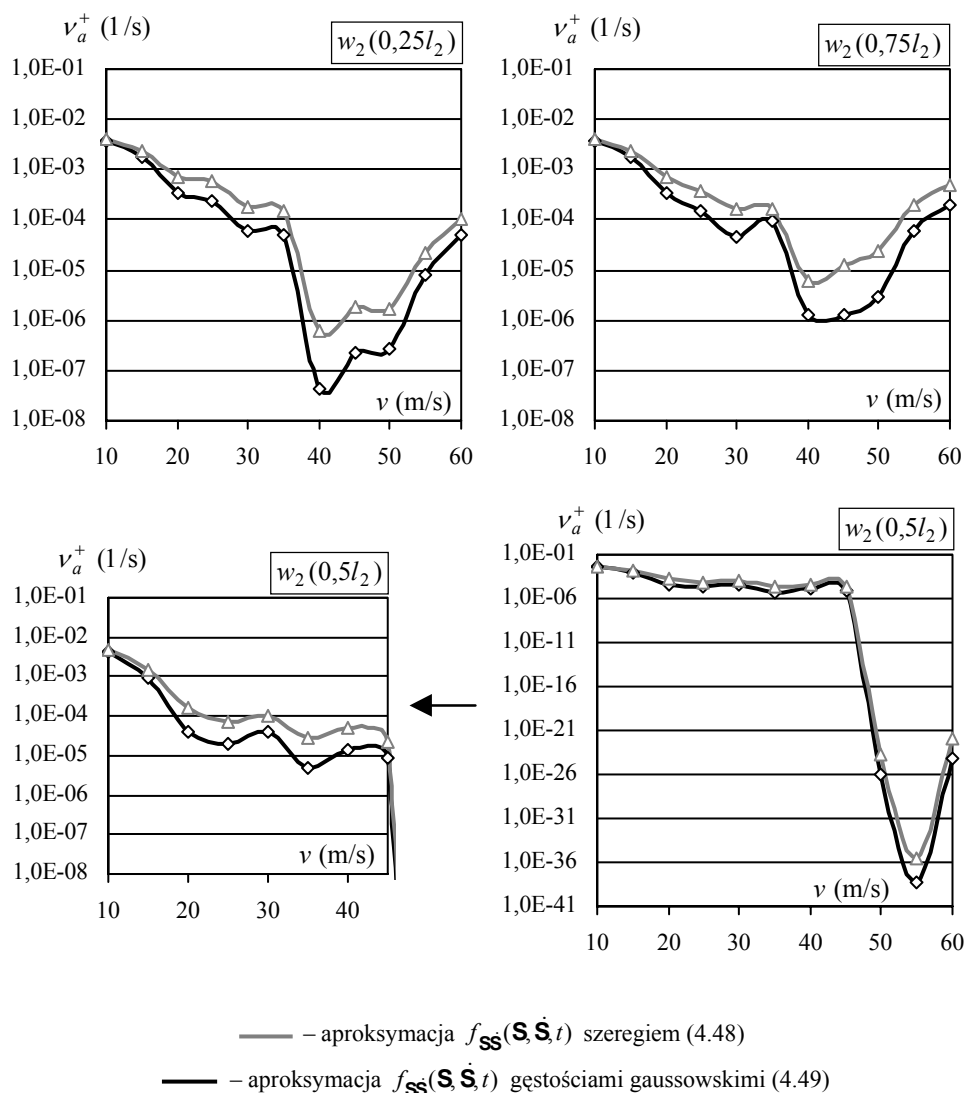 ν_a^+ (1/s)
w_2(0,25l_2)
1,0E-01
1,0E-02
1,0E-03
1,0E-04
1,0E-05
1,0E-06
1,0E-07
1,0E-08
v (m/s)
10 20 30 40 50 60
ν_a^+ (1/s)
w_2(0,75l_2)
1,0E-01
1,0E-02
1,0E-03
1,0E-04
1,0E-05
1,0E-06
1,0E-07
1,0E-08
v (m/s)
10 20 30 40 50 60
ν_a^+ (1/s)
w_2(0,5l_2)
1,0E-01
1,0E-02
1,0E-03
1,0E-04
1,0E-05
1,0E-06
1,0E-07
1,0E-08
v (m/s)
10 20 30 40
ν_a^+ (1/s)
w_2(0,5l_2)
1,0E-01
1,0E-06
1,0E-11
1,0E-16
1,0E-21
1,0E-26
1,0E-31
1,0E-36
1,0E-41
v (m/s)
10 20 30 40 50 60
– aproksymacja f_SṠ(S,Ṡ,t) szeregiem (4.48)
– aproksymacja f_SṠ(S,Ṡ,t) gęstościami gaussowskimi (4.49)